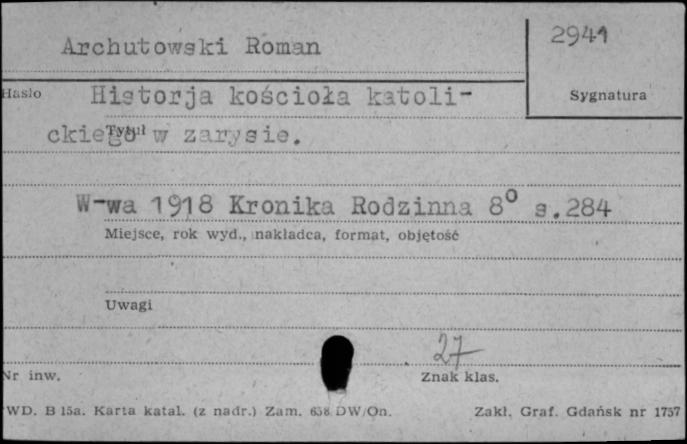 Archutowski Roman
2941
Hasło
Historja kościoła katoli-
Sygnatura
ckiego w zarysie.
Tytuł
W-wa 1918 Kronika Rodzinna 8° s.284
Miejsce, rok wyd., nakładca, format, objętość
Uwagi
27
Nr inw.
Znak klas.
WD. B 15a. Karta katal. (z nadr.) Zam. 658 DW/On.
Zakł. Graf. Gdańsk nr 1757